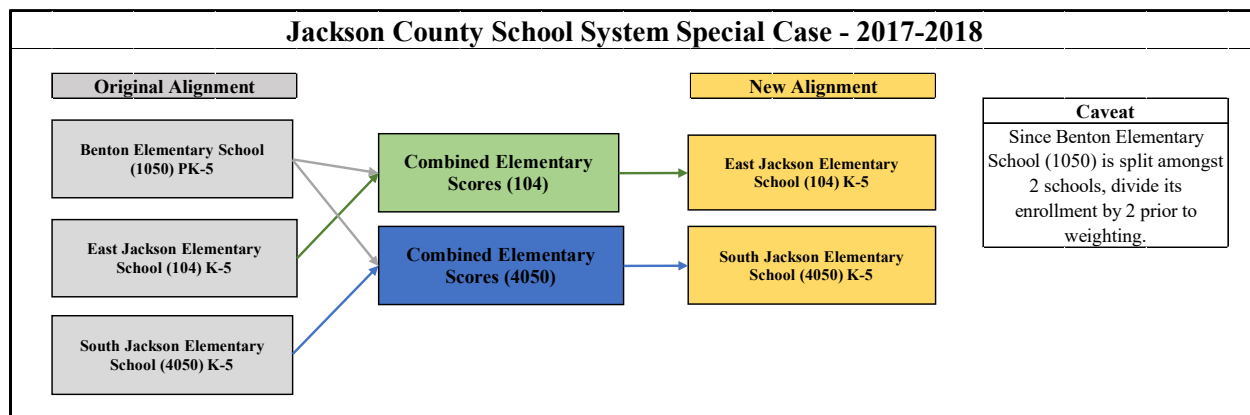 Jackson County School System Special Case - 2017-2018
Original Alignment
Benton Elementary School
(1050) PK-5
East Jackson Elementary
School (104) K-5
South Jackson Elementary
School (4050) K-5
Combined Elementary
Scores (104)
Combined Elementary
Scores (4050)
New Alignment
East Jackson Elementary
School (104) K-5
South Jackson Elementary
School (4050) K-5
Caveat
Since Benton Elementary
School (1050) is split amongst
2 schools, divide its
enrollment by 2 prior to
weighting.